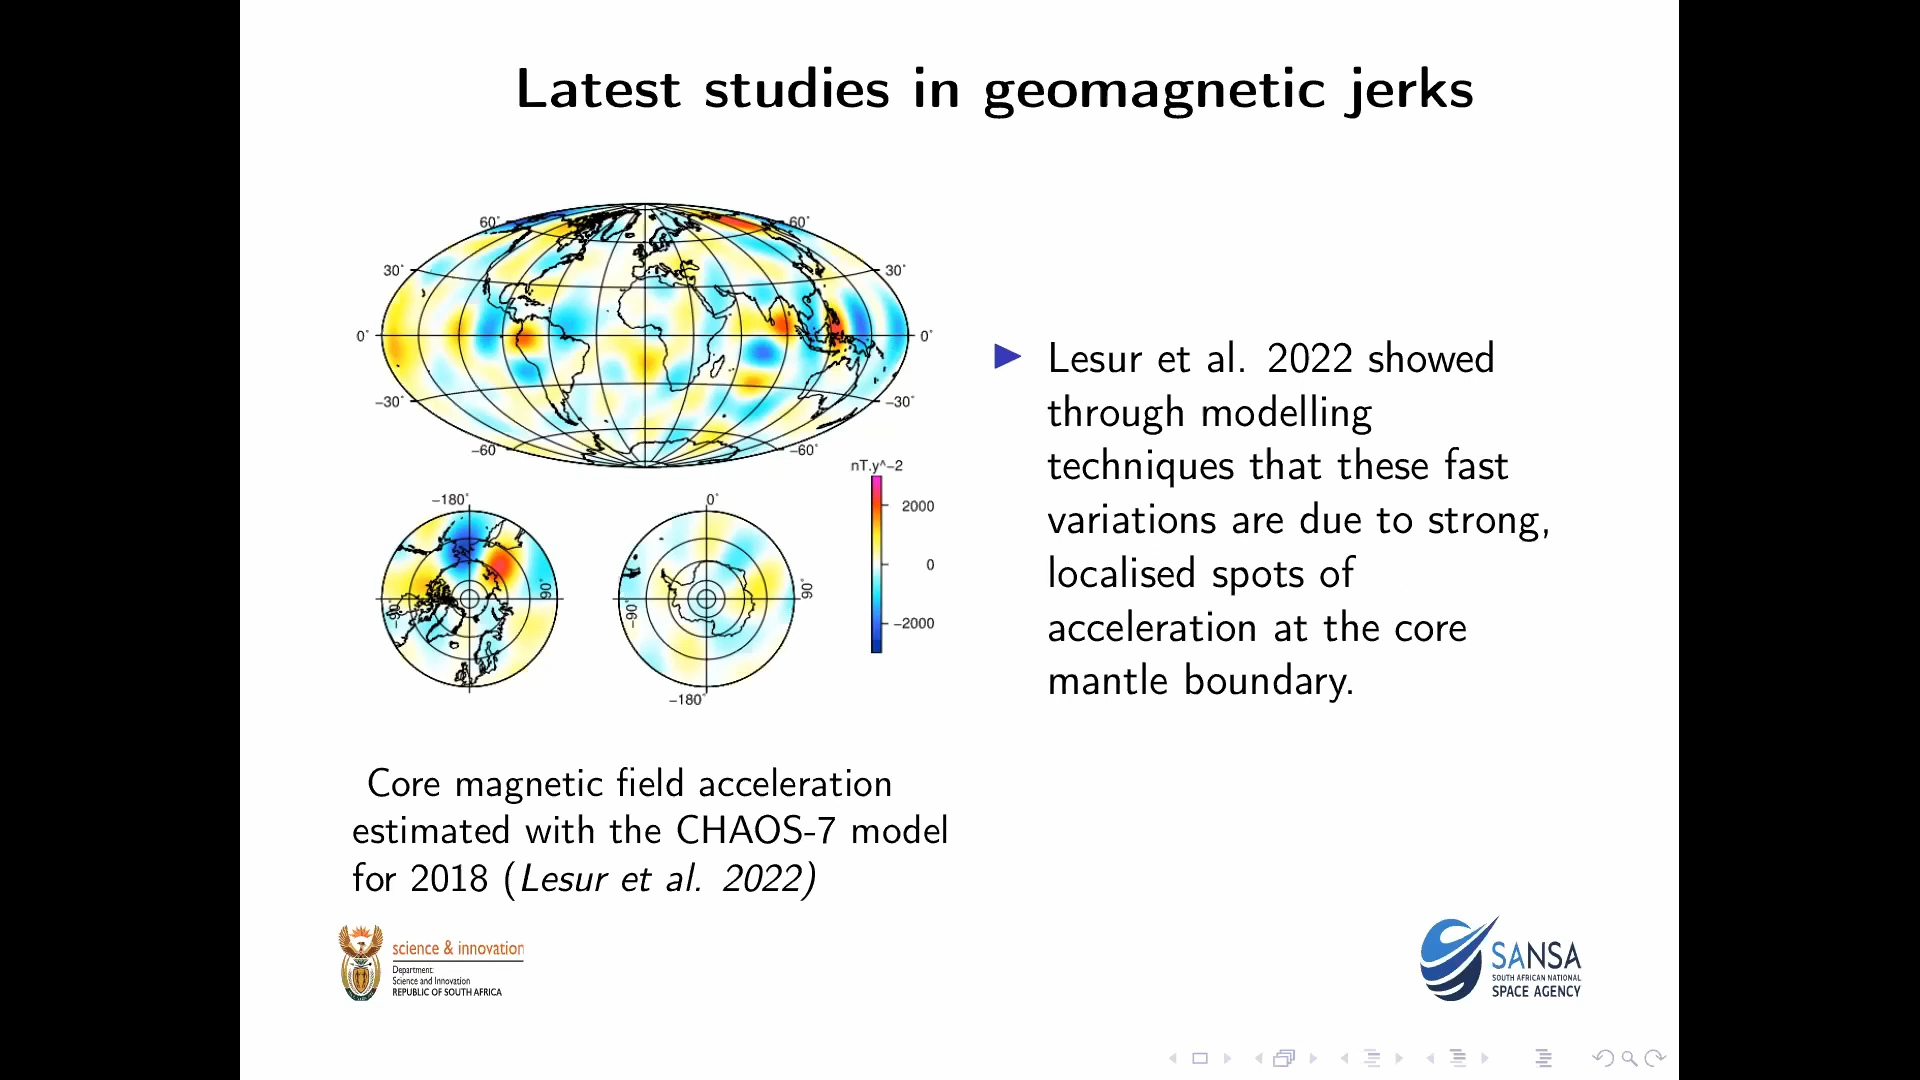 Latest studies in geomagnetic jerks
60° 60°
30° 30°
0° 0°
−30° −30°
−60° −60°
nT.y^−2
−180° 0°
2000
0
−2000
−90° 90° −90° 90°
−180°
Lesur et al. 2022 showed
through modelling
techniques that these fast
variations are due to strong,
localised spots of
acceleration at the core
mantle boundary.
Core magnetic field acceleration
estimated with the CHAOS-7 model
for 2018 (Lesur et al. 2022)
science & innovation
Department:
Science and Innovation
REPUBLIC OF SOUTH AFRICA
SANSA
SOUTH AFRICAN NATIONAL
SPACE AGENCY